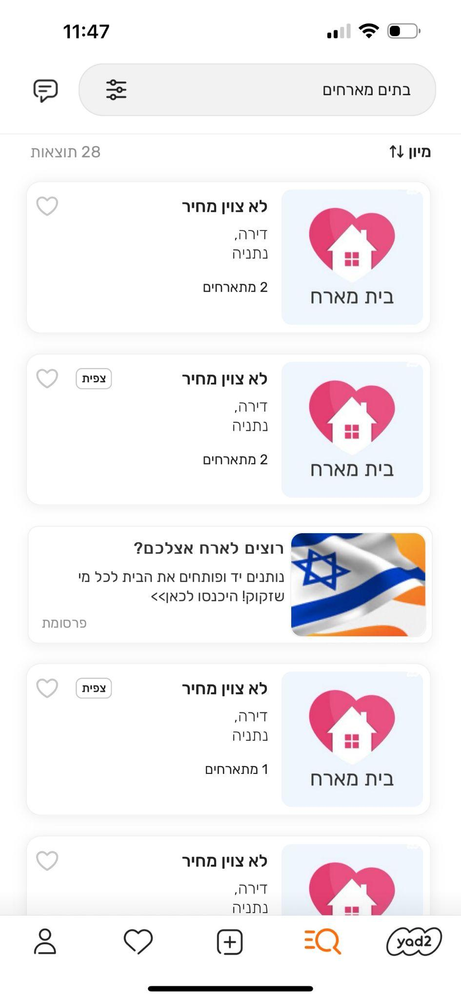 11:47
בתים מארחים
מיון
28 תוצאות
לא צוין מחיר
דירה,
נתניה
2 מתארחים
בית מארח
לא צוין מחיר
צפית
דירה,
נתניה
2 מתארחים
בית מארח
רוצים לארח אצלכם?
נותנים יד ופותחים את הבית לכל מי
שזקוק! היכנסו לכאן>>
פרסומת
לא צוין מחיר
צפית
דירה,
נתניה
1 מתארחים
בית מארח
לא צוין מחיר
דירה,
נתניה
yad2